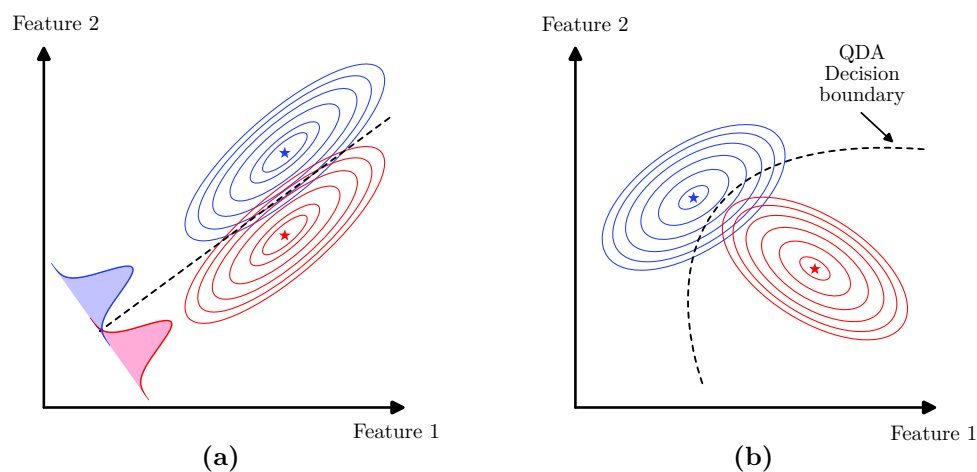 Feature 2
Feature 1
(a)
Feature 2
QDA
Decision
boundary
Feature 1
(b)